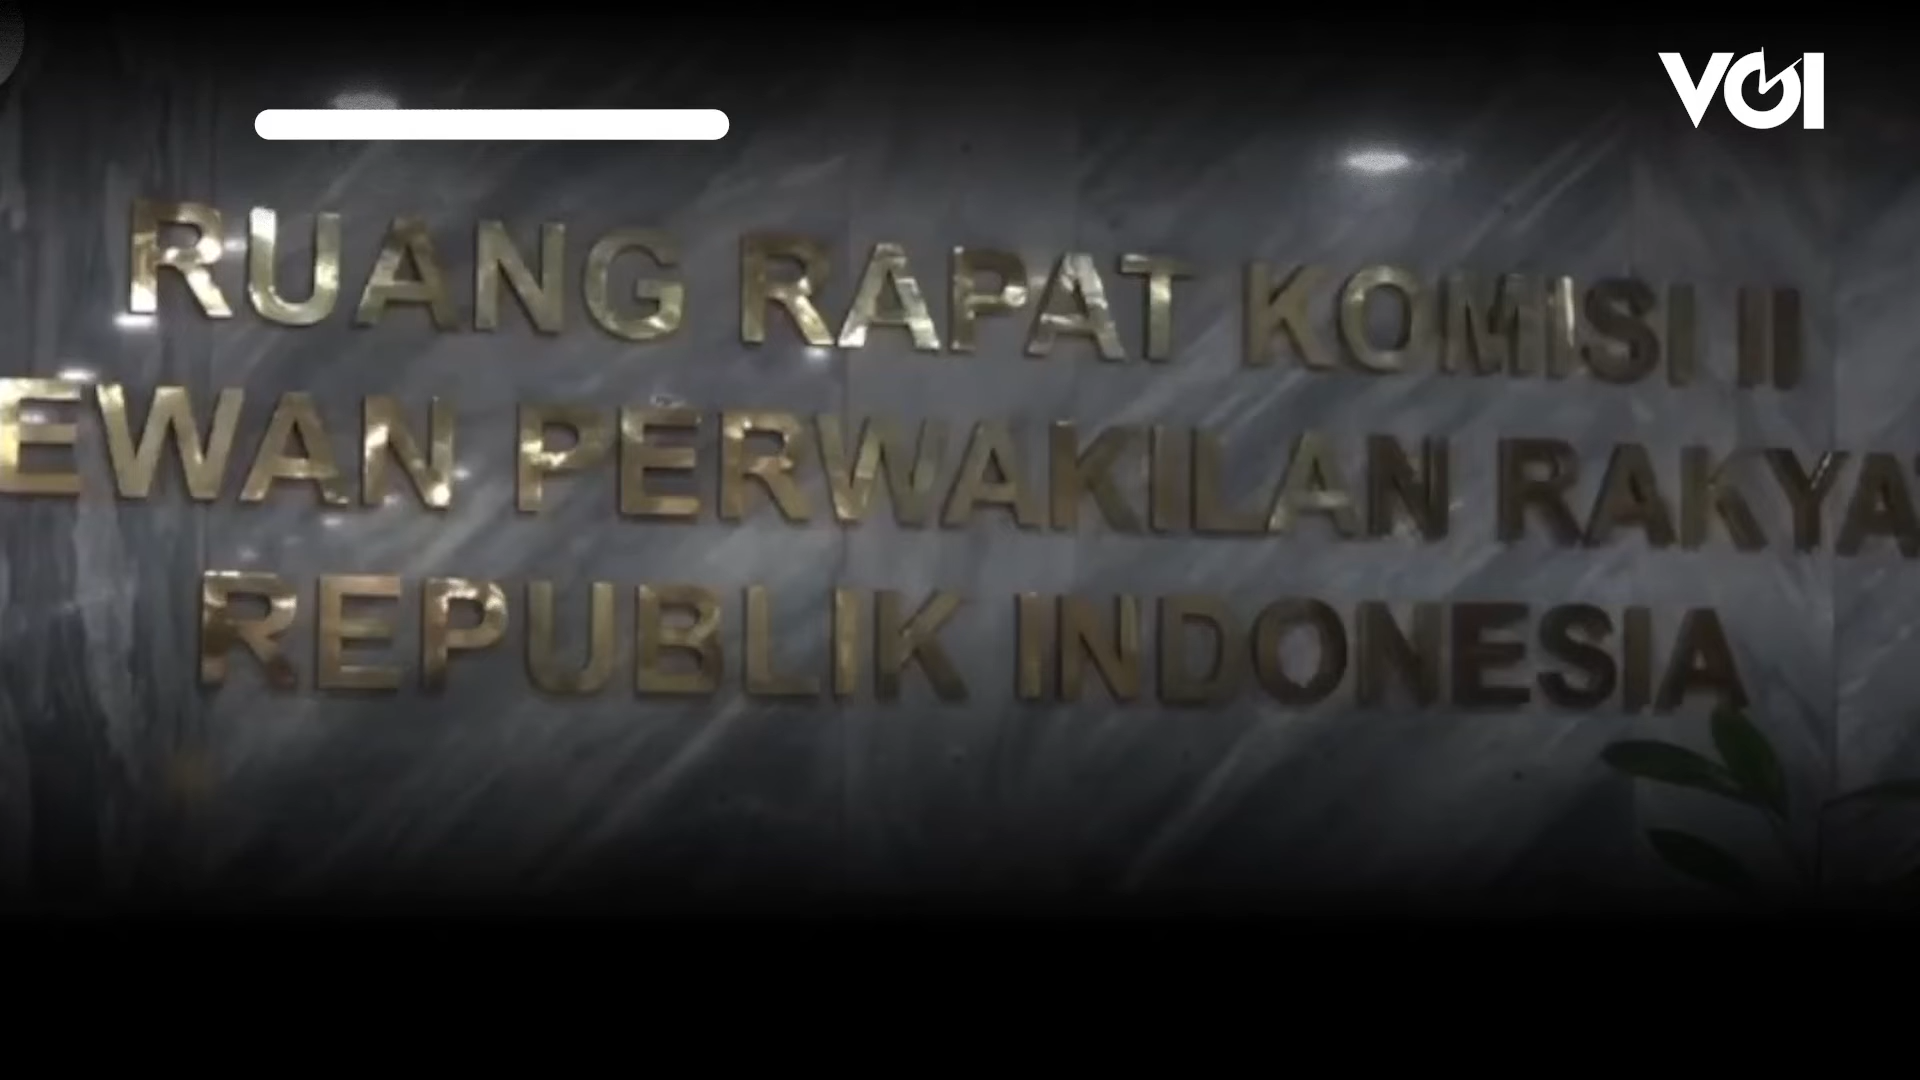 VOI
RUANG RAPAT KOMISI II
EWAN PERWAKILAN RAKYA
REPUBLIK INDONESIA